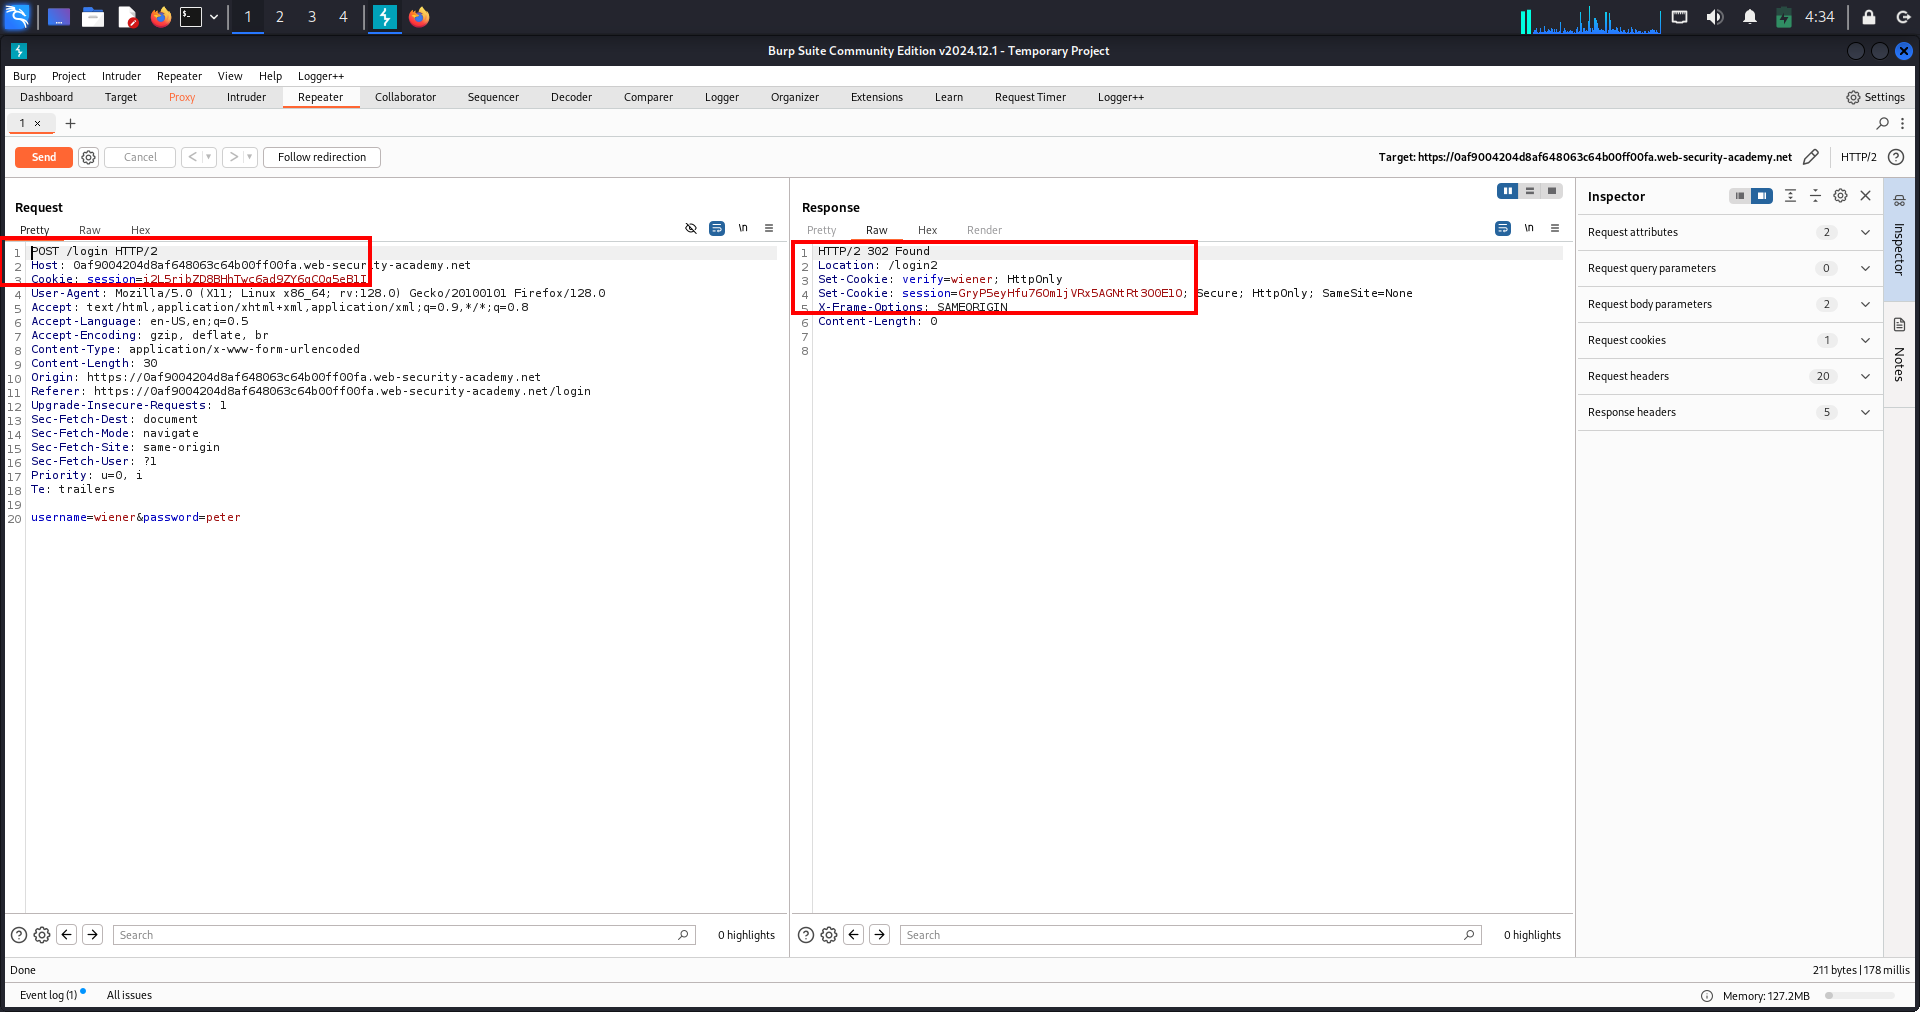 1 2 3 4
4:34
Burp Suite Community Edition v2024.12.1 - Temporary Project
Burp Project Intruder Repeater View Help Logger++
Dashboard Target Proxy Intruder Repeater Collaborator Sequencer Decoder Comparer Logger Organizer Extensions Learn Request Timer Logger++ Settings
1 × +
Send Cancel < > Follow redirection Target: https://0af9004204d8af648063c64b00ff00fa.web-security-academy.net HTTP/2
Request
Pretty Raw Hex \n
1 POST /login HTTP/2
2 Host: 0af9004204d8af648063c64b00ff00fa.web-security-academy.net
3 Cookie:
4 User-Agent: Mozilla/5.0 (X11; Linux x86_64; rv:128.0) Gecko/20100101 Firefox/128.0
5 Accept: text/html,application/xhtml+xml,application/xml;q=0.9,*/*;q=0.8
6 Accept-Language: en-US,en;q=0.5
7 Accept-Encoding: gzip, deflate, br
8 Content-Type: application/x-www-form-urlencoded
9 Content-Length: 30
10 Origin: https://0af9004204d8af648063c64b00ff00fa.web-security-academy.net
11 Referer: https://0af9004204d8af648063c64b00ff00fa.web-security-academy.net/login
12 Upgrade-Insecure-Requests: 1
13 Sec-Fetch-Dest: document
14 Sec-Fetch-Mode: navigate
15 Sec-Fetch-Site: same-origin
16 Sec-Fetch-User: ?1
17 Priority: u=0, i
18 Te: trailers
19
20 username=wiener&password=peter
Search 0 highlights
Response
Pretty Raw Hex Render \n
1 HTTP/2 302 Found
2 Location: /login2
3 Set-Cookie: verify=wiener; HttpOnly
4 Set-Cookie: Secure; HttpOnly; SameSite=None
5 X-Frame-Options: SAMEORIGIN
6 Content-Length: 0
7
8
Search 0 highlights
Inspector
Request attributes 2
Request query parameters 0
Request body parameters 2
Request cookies 1
Request headers 20
Response headers 5
Inspector
Notes
Done 211 bytes | 178 millis
Event log (1) All issues Memory: 127.2MB